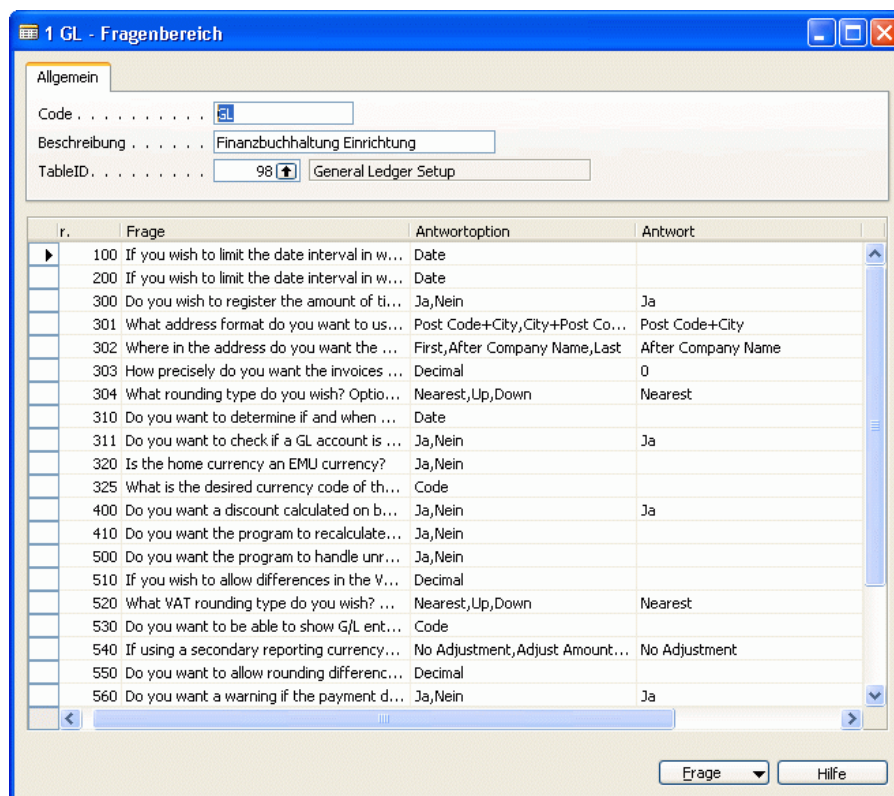 1 GL - Fragenbereich
Allgemein
Code . . . . . . . . . . GL
Beschreibung . . . . . . Finanzbuchhaltung Einrichtung
TableID. . . . . . . . . 98 General Ledger Setup
r. Frage Antwortoption Antwort
100 If you wish to limit the date interval in w... Date
200 If you wish to limit the date interval in w... Date
300 Do you wish to register the amount of ti... Ja,Nein Ja
301 What address format do you want to us... Post Code+City,City+Post Co... Post Code+City
302 Where in the address do you want the ... First,After Company Name,Last After Company Name
303 How precisely do you want the invoices ... Decimal 0
304 What rounding type do you wish? Optio... Nearest,Up,Down Nearest
310 Do you want to determine if and when ... Date
311 Do you want to check if a GL account is ... Ja,Nein Ja
320 Is the home currency an EMU currency? Ja,Nein
325 What is the desired currency code of th... Code
400 Do you want a discount calculated on b... Ja,Nein Ja
410 Do you want the program to recalculate... Ja,Nein
500 Do you want the program to handle unr... Ja,Nein
510 If you wish to allow differences in the V... Decimal
520 What VAT rounding type do you wish? ... Nearest,Up,Down Nearest
530 Do you want to be able to show G/L ent... Code
540 If using a secondary reporting currency... No Adjustment,Adjust Amount... No Adjustment
550 Do you want to allow rounding differenc... Decimal
560 Do you want a warning if the payment d... Ja,Nein Ja
Frage Hilfe